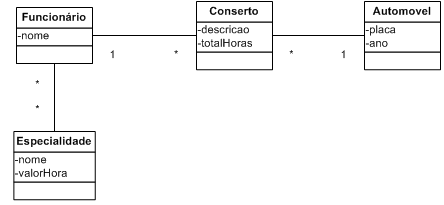 Funcionário
-nome
1
*
Conserto
-descricao
-totalHoras
*
1
Automovel
-placa
-ano
*
*
Especialidade
-nome
-valorHora